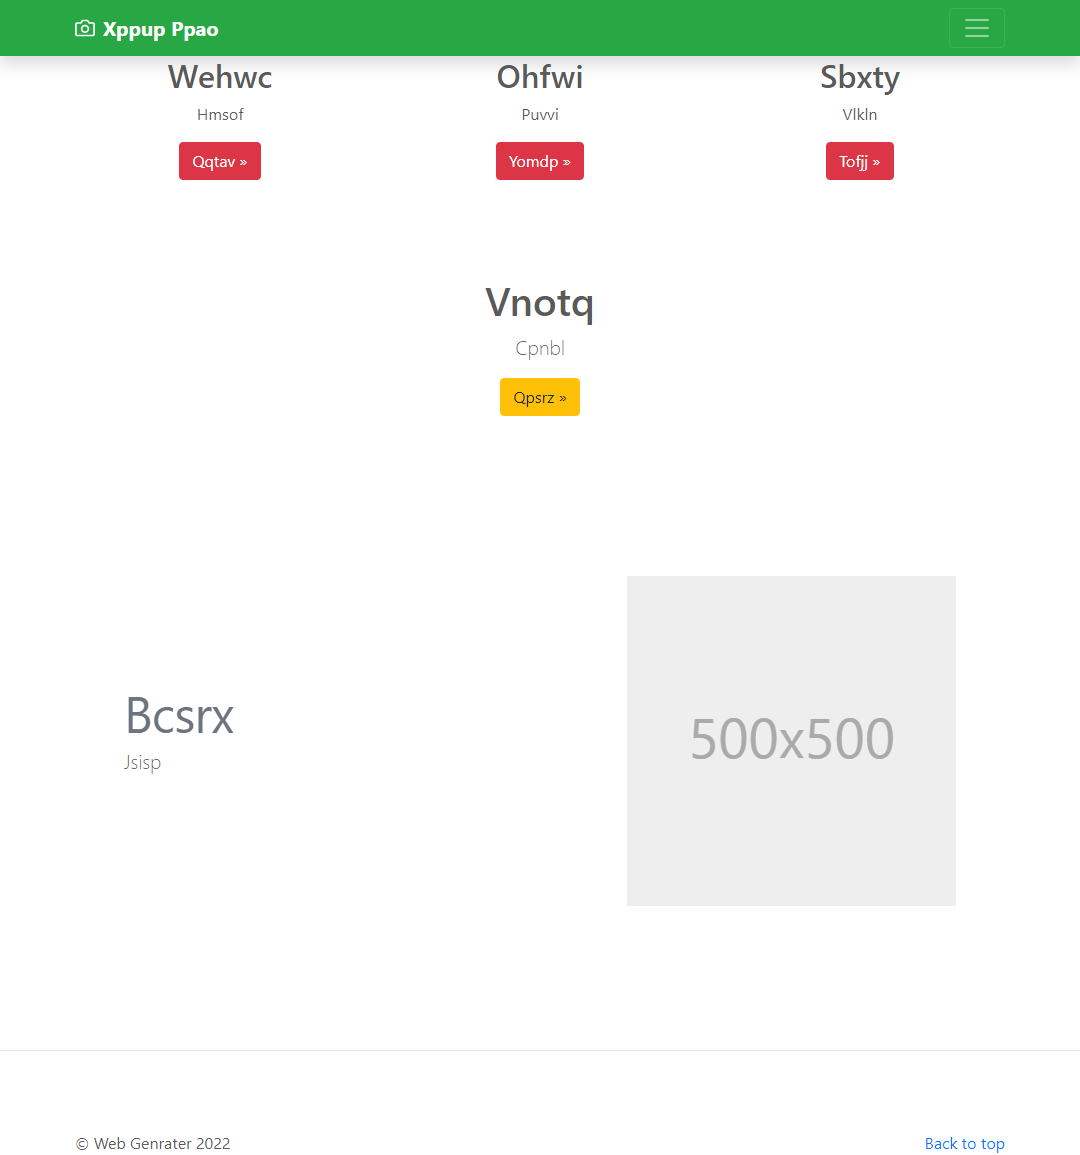 Xppup Ppao
Wehwc
Hmsof
Qqtav »
Ohfwi
Puvvi
Yomdp »
Sbxty
Vlkln
Tofjj »
Vnotq
Cpnbl
Qpsrz »
Bcsrx
Jsisp
500x500
© Web Genrater 2022
Back to top